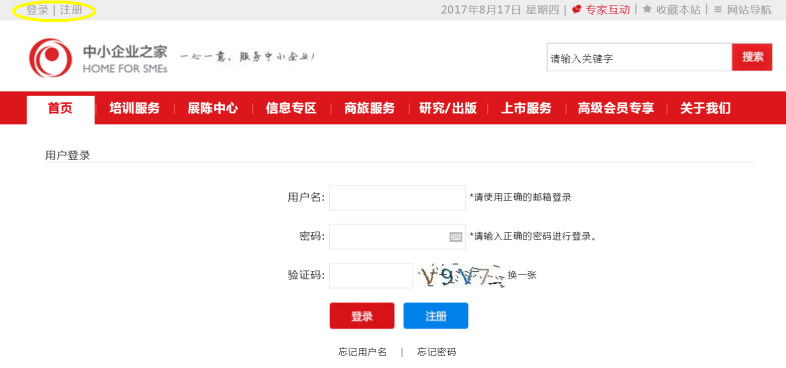 登录 | 注册
2017年8月17日 星期四 | 专家互动 | 收藏本站 | 网站导航
中小企业之家
HOME FOR SMEs
一心一意，服务中小企业！
请输入关键字
搜索
首页 | 培训服务 | 展陈中心 | 信息专区 | 商旅服务 | 研究/出版 | 上市服务 | 高级会员专享 | 关于我们
用户登录
用户名: *请使用正确的邮箱登录
密码: *请输入正确的密码进行登录。
验证码: V9V7 换一张
登录 注册
忘记用户名 | 忘记密码